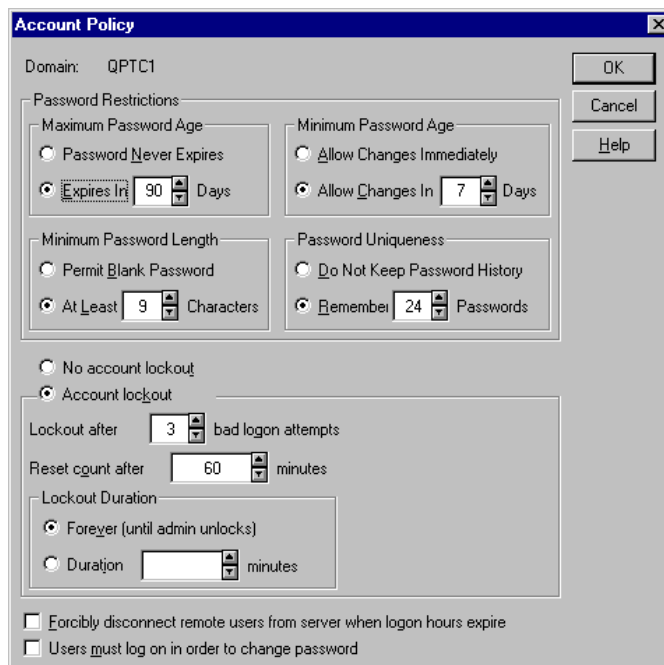 Account Policy
Domain: QPTC1
OK
Cancel
Help
Password Restrictions
Maximum Password Age
Password Never Expires
Expires In 90 Days
Minimum Password Age
Allow Changes Immediately
Allow Changes In 7 Days
Minimum Password Length
Permit Blank Password
At Least 9 Characters
Password Uniqueness
Do Not Keep Password History
Remember 24 Passwords
No account lockout
Account lockout
Lockout after 3 bad logon attempts
Reset count after 60 minutes
Lockout Duration
Forever (until admin unlocks)
Duration minutes
Forcibly disconnect remote users from server when logon hours expire
Users must log on in order to change password